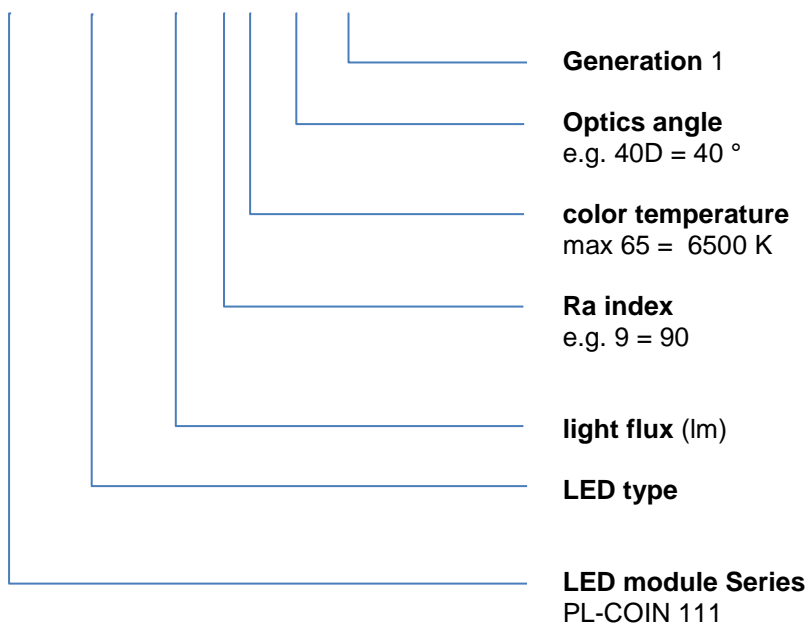 Generation 1
Optics angle
e.g. 40D = 40 °
color temperature
max 65 = 6500 K
Ra index
e.g. 9 = 90
light flux (lm)
LED type
LED module Series
PL-COIN 111